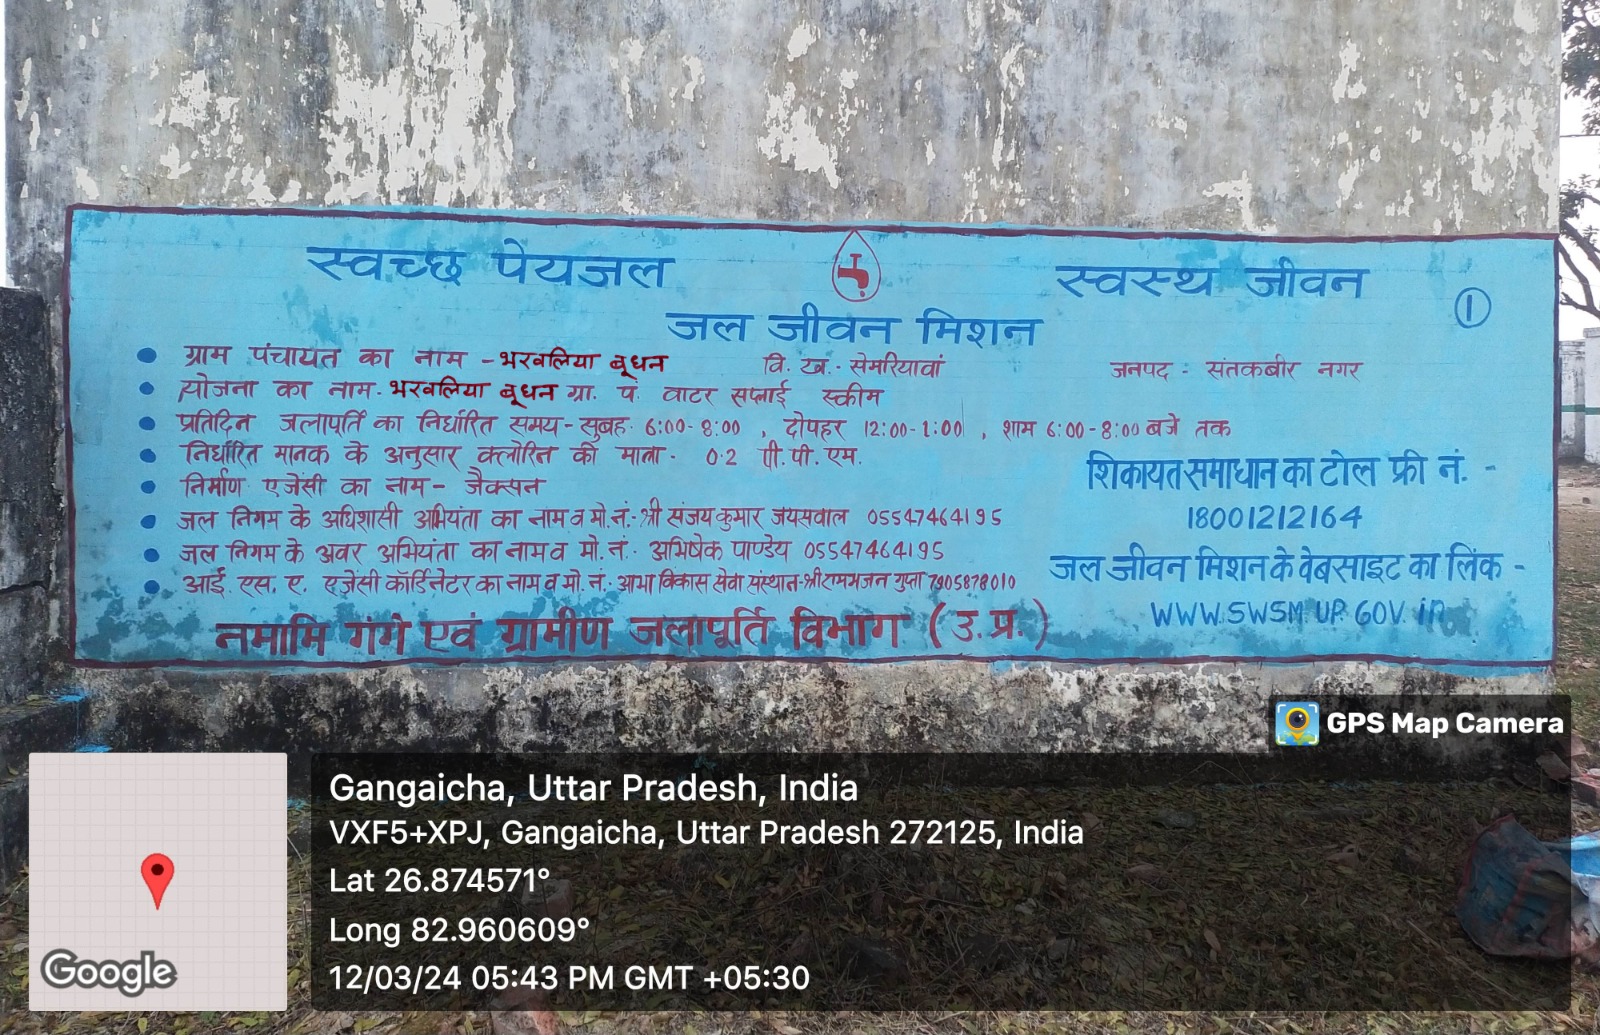 स्वच्छ पेयजल स्वस्थ जीवन
1
जल जीवन मिशन
ग्राम पंचायत का नाम - भरवलिया बूधन वि. ख.- सेमरियावां जनपद - संतकबीर नगर
योजना का नाम- भरवलिया बूधन ग्रा. पं. वाटर सप्लाई स्कीम
प्रतिदिन जलापूर्ति का निर्धारित समय - सुबह 6:00-8:00 , दोपहर 12:00-1:00 , शाम 6:00-8:00 बजे तक
निर्धारित मानक के अनुसार क्लोरिन की मात्रा - 0.2 पी.पी.एम.
निर्माण एजेंसी का नाम - जैक्सन
जल निगम के अधिशासी अभियंता का नाम व मो.नं.- श्री संजय कुमार जयसवाल 05547464195
जल निगम के अवर अभियंता का नाम व मो.नं. अभिषेक पाण्डेय 05547464195
आई. एस. ए. एजेसी कॉर्डिनेटर का नाम व मो.नं.- आभा विकास सेवा संस्थान-श्री रामभजन गुप्ता 7905878010
शिकायत समाधान का टोल फ्री नं. -
18001212164
जल जीवन मिशन के वेबसाइट का लिंक -
WWW.SWSM.UP.GOV.in
नमामि गंगे एवं ग्रामीण जलापूर्ति विभाग (उ.प्र.)
GPS Map Camera
Gangaicha, Uttar Pradesh, India
VXF5+XPJ, Gangaicha, Uttar Pradesh 272125, India
Lat 26.874571°
Long 82.960609°
12/03/24 05:43 PM GMT +05:30
Google